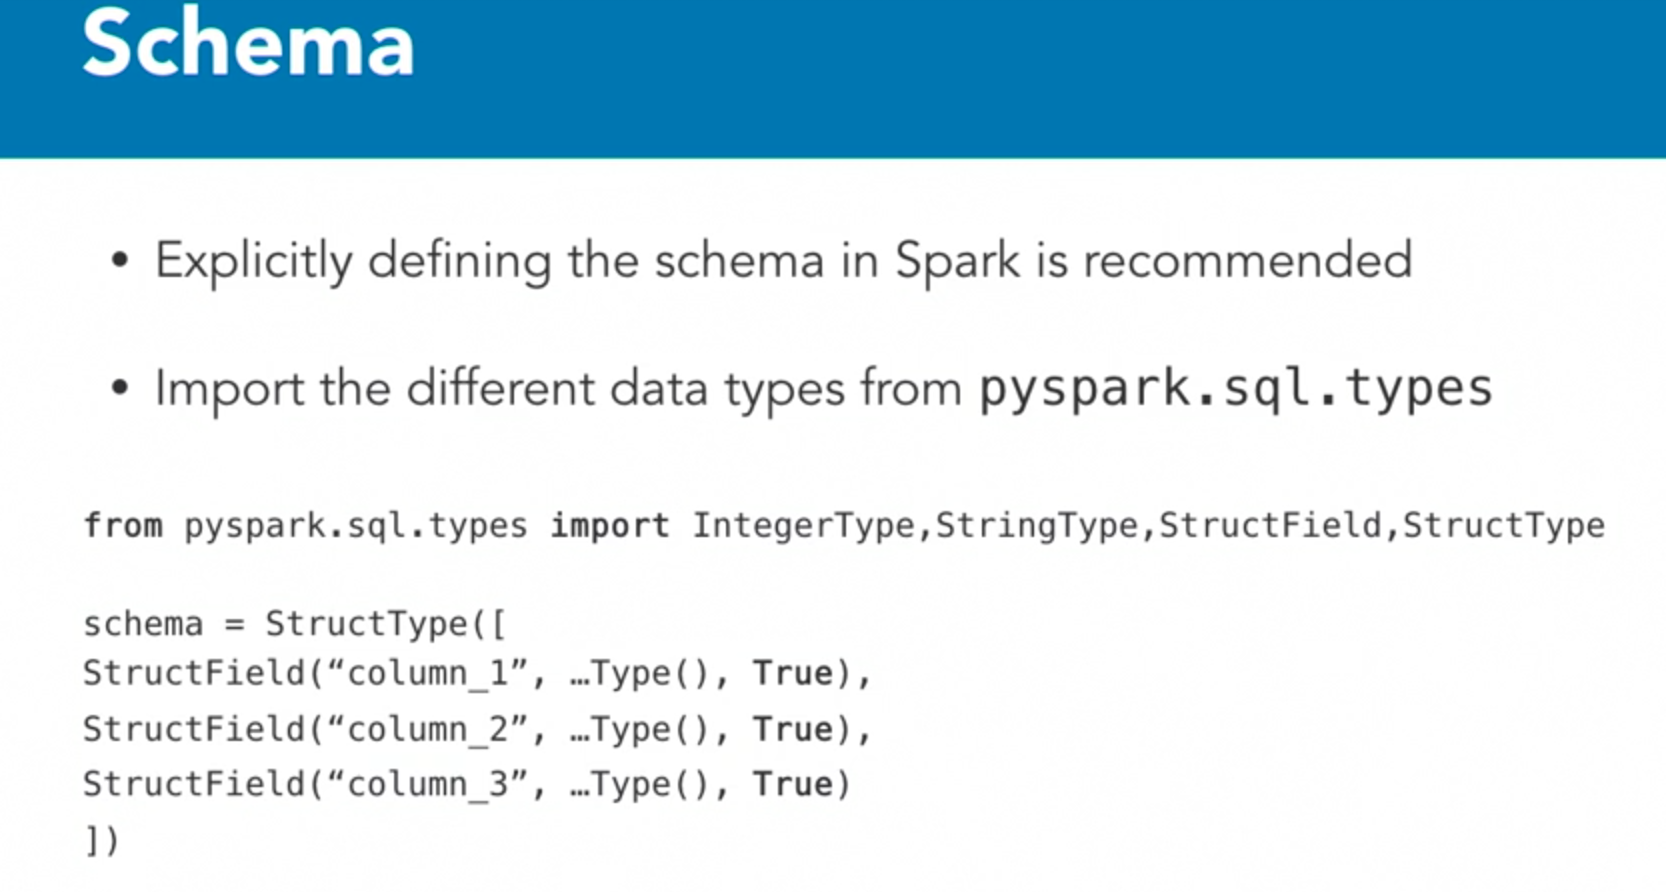 Schema
• Explicitly defining the schema in Spark is recommended
• Import the different data types from pyspark.sql.types
from pyspark.sql.types import IntegerType,StringType,StructField,StructType
schema = StructType([
StructField(“column_1”, …Type(), True),
StructField(“column_2”, …Type(), True),
StructField(“column_3”, …Type(), True)
])